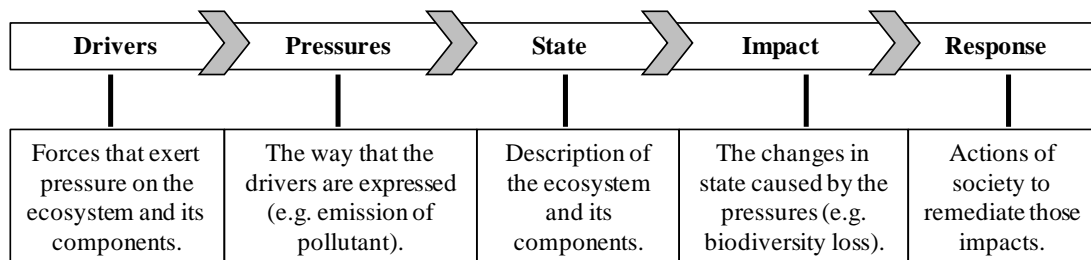 Drivers
Pressures
State
Impact
Response
Forces that exert
pressure on the
ecosystem and its
components.
The way that the
drivers are expressed
(e.g. emission of
pollutant).
Description of
the ecosystem
and its
components.
The changes in
state caused by the
pressures (e.g.
biodiversity loss).
Actions of
society to
remediate those
impacts.